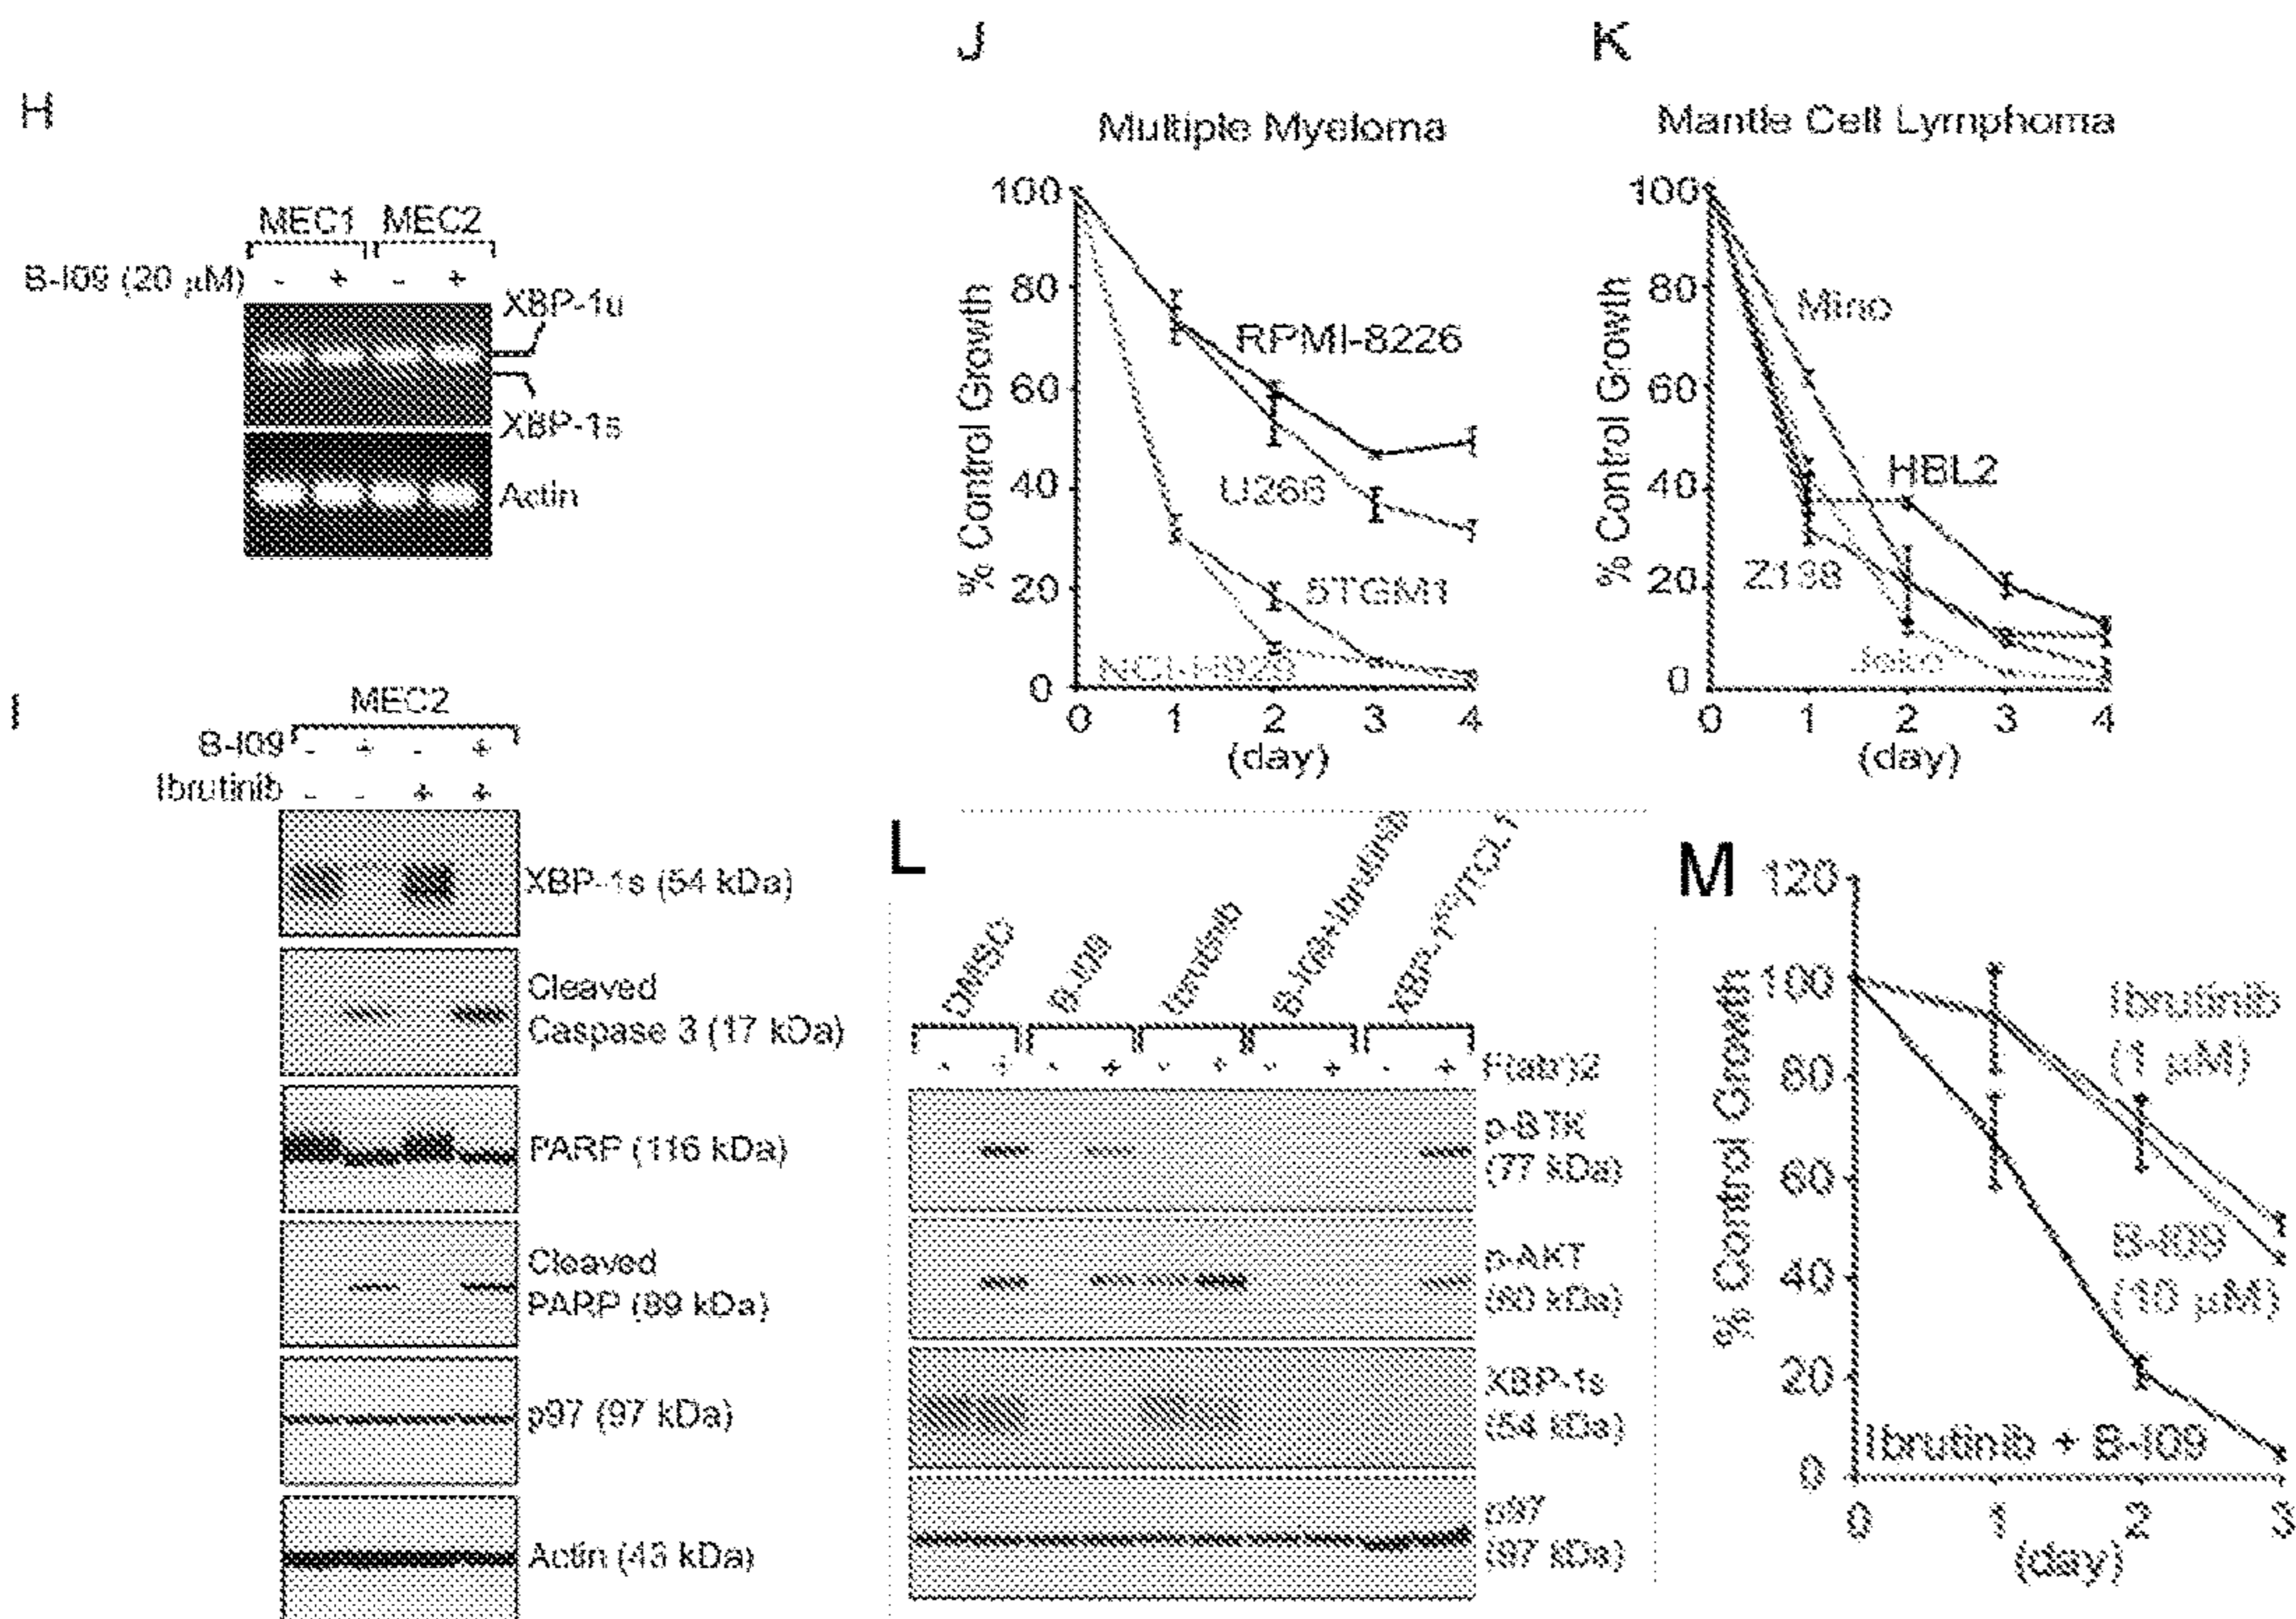 H
MEC1 MEC2
B-I09 (20 µM) - + - +
XBP-1u
XBP-1s
Actin
I
MEC2
B-I09 - + - +
Ibrutinib - - + +
XBP-1s (54 kDa)
Cleaved
Caspase 3 (17 kDa)
PARP (116 kDa)
Cleaved
PARP (89 kDa)
p97 (97 kDa)
Actin (43 kDa)
J
Multiple Myeloma
% Control Growth
100
80
60
40
20
0
RPMI-8226
U266
5TGM1
NCI-H929
0 1 2 3 4
(day)
K
Mantle Cell Lymphoma
% Control Growth
100
80
60
40
20
0
Mino
HBL2
Z138
Jeko
0 1 2 3 4
(day)
L
DMSO
B-I09
Ibrutinib
B-I09+Ibrutinib
- + - + - + - + - + F(ab')2
p-BTK
(77 kDa)
p-AKT
(60 kDa)
XBP-1s
(54 kDa)
p97
(97 kDa)
M
% Control Growth
120
100
80
60
40
20
0
Ibrutinib
(1 µM)
B-I09
(10 µM)
Ibrutinib + B-I09
0 1 2 3
(day)